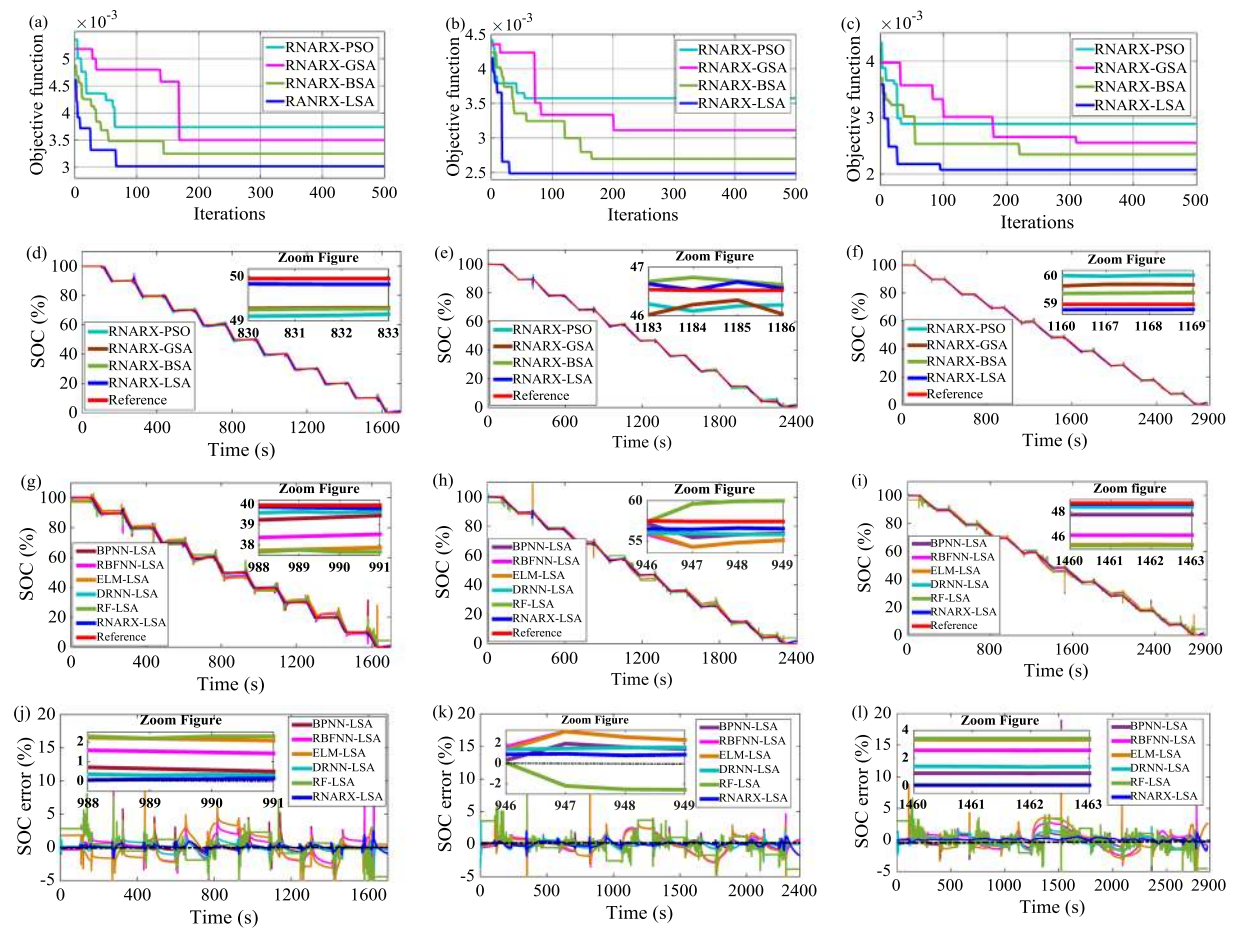 (a)
×10⁻³
Objective function
5
4.5
4
3.5
3
0 100 200 300 400 500
Iterations
RNARX-PSO
RNARX-GSA
RNARX-BSA
RANRX-LSA
(b)
×10⁻³
Objective function
4.5
4
3.5
3
2.5
0 100 200 300 400 500
Iterations
RNARX-PSO
RNARX-GSA
RNARX-BSA
RNARX-LSA
(c)
×10⁻³
Objective function
4
3
2
0 100 200 300 400 500
Iterations
RNARX-PSO
RNARX-GSA
RNARX-BSA
RNARX-LSA
(d)
SOC (%)
100
80
60
40
20
0
0 400 800 1200 1600
Time (s)
Zoom Figure
50
49
830 831 832 833
RNARX-PSO
RNARX-GSA
RNARX-BSA
RNARX-LSA
Reference
(e)
SOC (%)
100
80
60
40
20
0
0 600 1200 1800 2400
Time (s)
Zoom Figure
47
46
1183 1184 1185 1186
RNARX-PSO
RNARX-GSA
RNARX-BSA
RNARX-LSA
Reference
(f)
SOC (%)
100
80
60
40
20
0
0 800 1600 2400 2900
Time (s)
Zoom Figure
60
59
1160 1167 1168 1169
RNARX-PSO
RNARX-GSA
RNARX-BSA
RNARX-LSA
Reference
(g)
SOC (%)
100
80
60
40
20
0
0 400 800 1200 1600
Time (s)
Zoom Figure
40
39
38
988 989 990 991
BPNN-LSA
RBFNN-LSA
ELM-LSA
DRNN-LSA
RF-LSA
RNARX-LSA
Reference
(h)
SOC (%)
100
80
60
40
20
0
0 600 1200 1800 2400
Time (s)
Zoom Figure
60
55
946 947 948 949
BPNN-LSA
RBFNN-LSA
ELM-LSA
DRNN-LSA
RF-LSA
RNARX-LSA
Reference
(i)
SOC (%)
100
80
60
40
20
0
0 800 1600 2400 2900
Time (s)
Zoom figure
48
46
1460 1461 1462 1463
BPNN-LSA
RBFNN-LSA
ELM-LSA
DRNN-LSA
RF-LSA
RNARX-LSA
Reference
(j)
SOC error (%)
20
15
10
5
0
-5
0 400 800 1200 1700
Time (s)
Zoom Figure
2
1
0
988 989 990 991
BPNN-LSA
RBFNN-LSA
ELM-LSA
DRNN-LSA
RF-LSA
RNARX-LSA
(k)
SOC error (%)
20
15
10
5
0
-5
0 500 1000 1500 2000 2400
Time (s)
Zoom Figure
2
0
-2
946 947 948 949
BPNN-LSA
RBFNN-LSA
ELM-LSA
DRNN-LSA
RF-LSA
RNARX-LSA
(l)
SOC error (%)
20
15
10
5
0
-5
0 500 1000 1500 2000 2500 2900
Time (s)
Zoom Figure
4
2
0
1460 1461 1462 1463
BPNN-LSA
RBFNN-LSA
ELM-LSA
DRNN-LSA
RF-LSA
RNARX-LSA